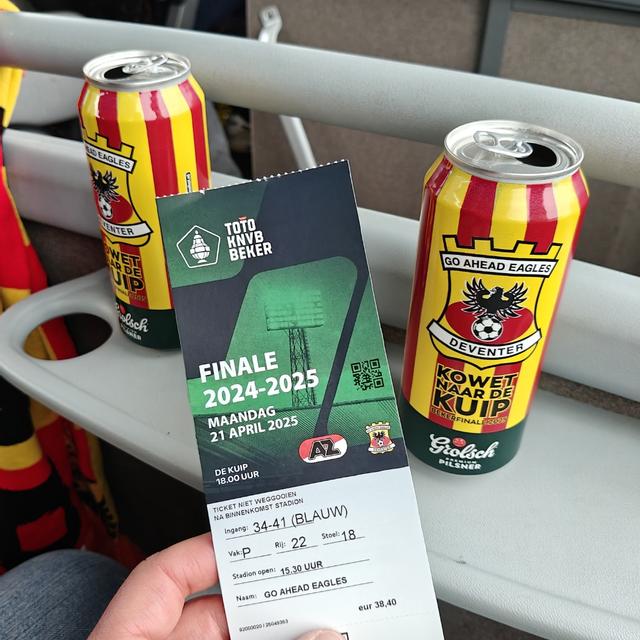 GO AHEAD EAGLES
KOWET
NAAR DE
KUIP
Grolsch
PILSNER
TOTO
KNVB
BEKER
FINALE
2024-2025
MAANDAG
21 APRIL 2025
DE KUIP
18.00 UUR
AZ
TICKET NIET WEGGOOIEN
NA BINNENKOMST STADION
Ingang: 34-41 (BLAUW)
Vak: P Rij: 22 Stoel: 18
Stadion open: 15.30 UUR
Naam: GO AHEAD EAGLES
eur 38,40
GO AHEAD EAGLES
DEVENTER
KOWET
NAAR DE
KUIP
BEKERFINALE 2025
Grolsch
PREMIUM
PILSNER